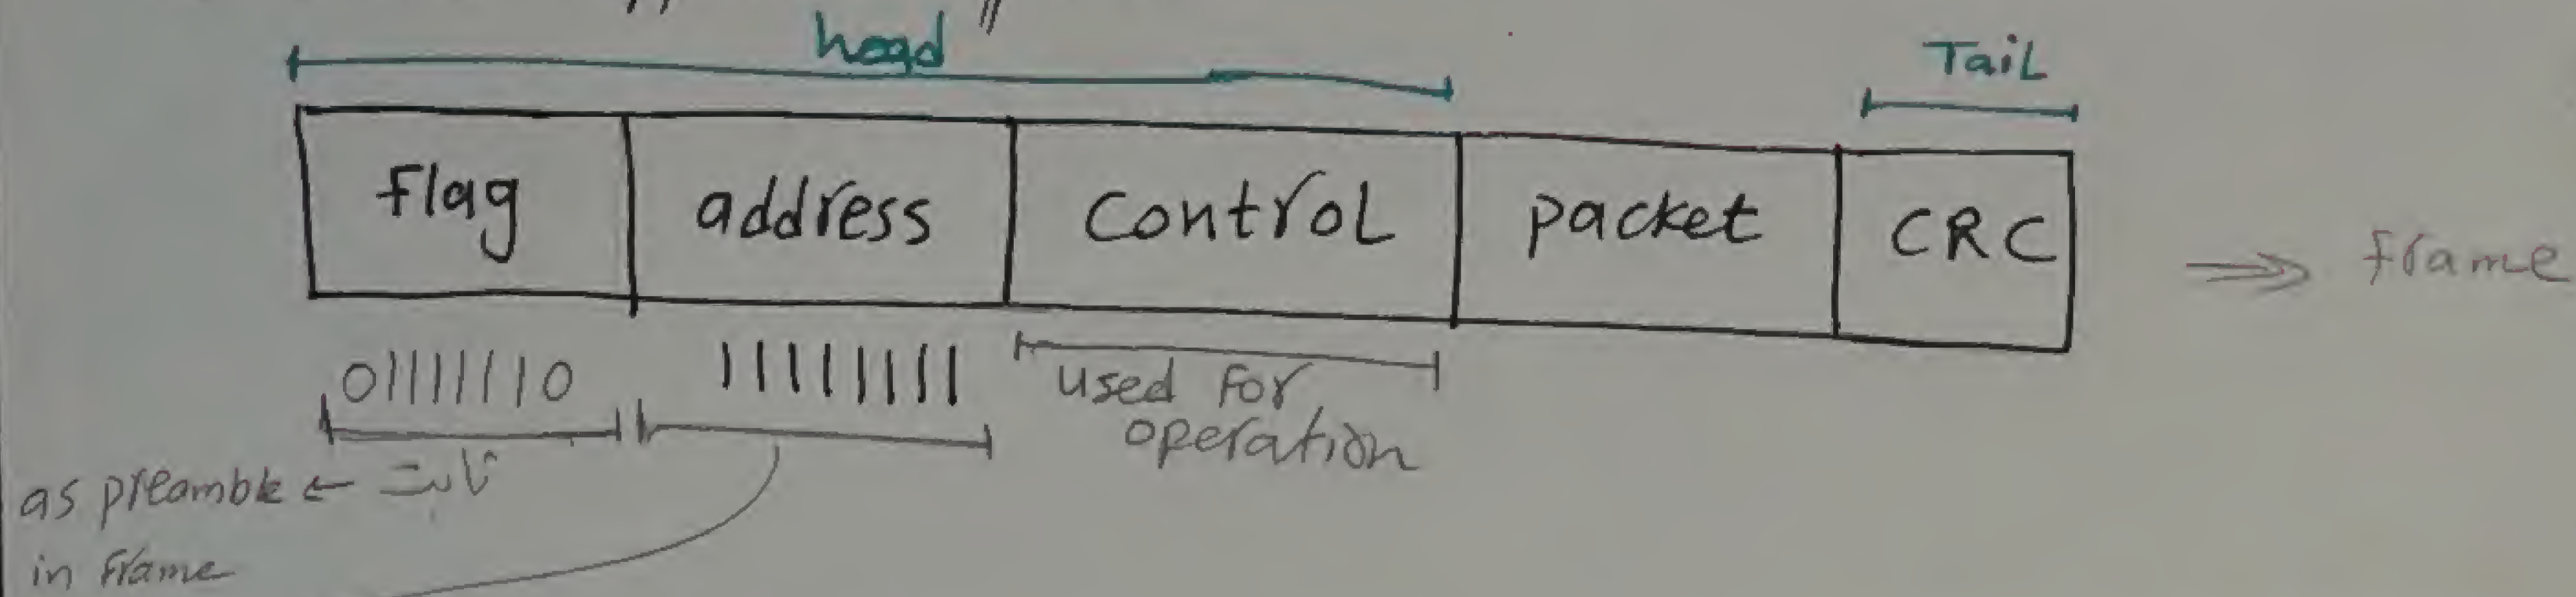 head
Tail
flag
address
control
packet
CRC
frame
01111110
11111111
used for
operation
as preamble ← ثابت
in frame